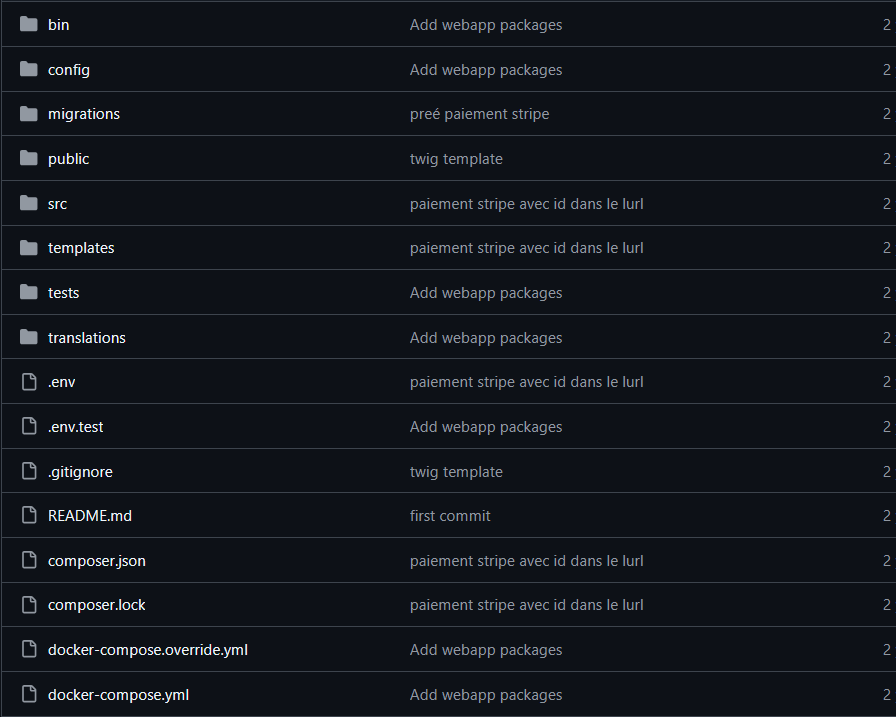 bin Add webapp packages 2
config Add webapp packages 2
migrations preé paiement stripe 2
public twig template 2
src paiement stripe avec id dans le lurl 2
templates paiement stripe avec id dans le lurl 2
tests Add webapp packages 2
translations Add webapp packages 2
.env paiement stripe avec id dans le lurl 2
.env.test Add webapp packages 2
.gitignore twig template 2
README.md first commit 2
composer.json paiement stripe avec id dans le lurl 2
composer.lock paiement stripe avec id dans le lurl 2
docker-compose.override.yml Add webapp packages 2
docker-compose.yml Add webapp packages 2